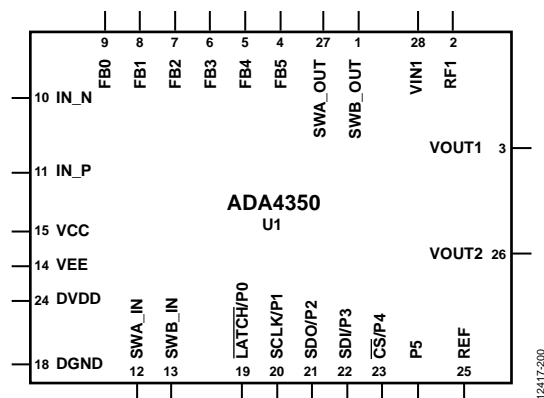 9 8 7 6 5 4 27 1 28 2
FB0 FB1 FB2 FB3 FB4 FB5 SWA_OUT SWB_OUT VIN1 RF1
10 IN_N
VOUT1 3
11 IN_P
ADA4350
U1
15 VCC
VOUT2 26
14 VEE
24 DVDD
18 DGND
SWA_IN SWB_IN LATCH/P0 SCLK/P1 SDO/P2 SDI/P3 CS/P4 P5 REF
12 13 19 20 21 22 23 25
12417-200